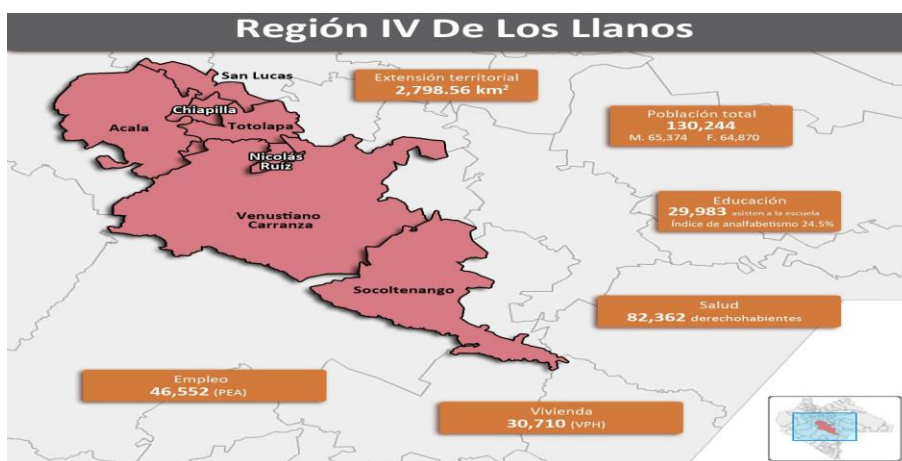 Región IV De Los Llanos
San Lucas
Chiapilla
Acala
Totolapa
Nicolás
Ruíz
Venustiano
Carranza
Socoltenango
Extensión territorial
2,798.56 km²
Población total
130,244
M. 65,374 F. 64,870
Educación
29,983 asisten a la escuela
Índice de analfabetismo 24.5%
Salud
82,362 derechohabientes
Empleo
46,552 (PEA)
Vivienda
30,710 (VPH)